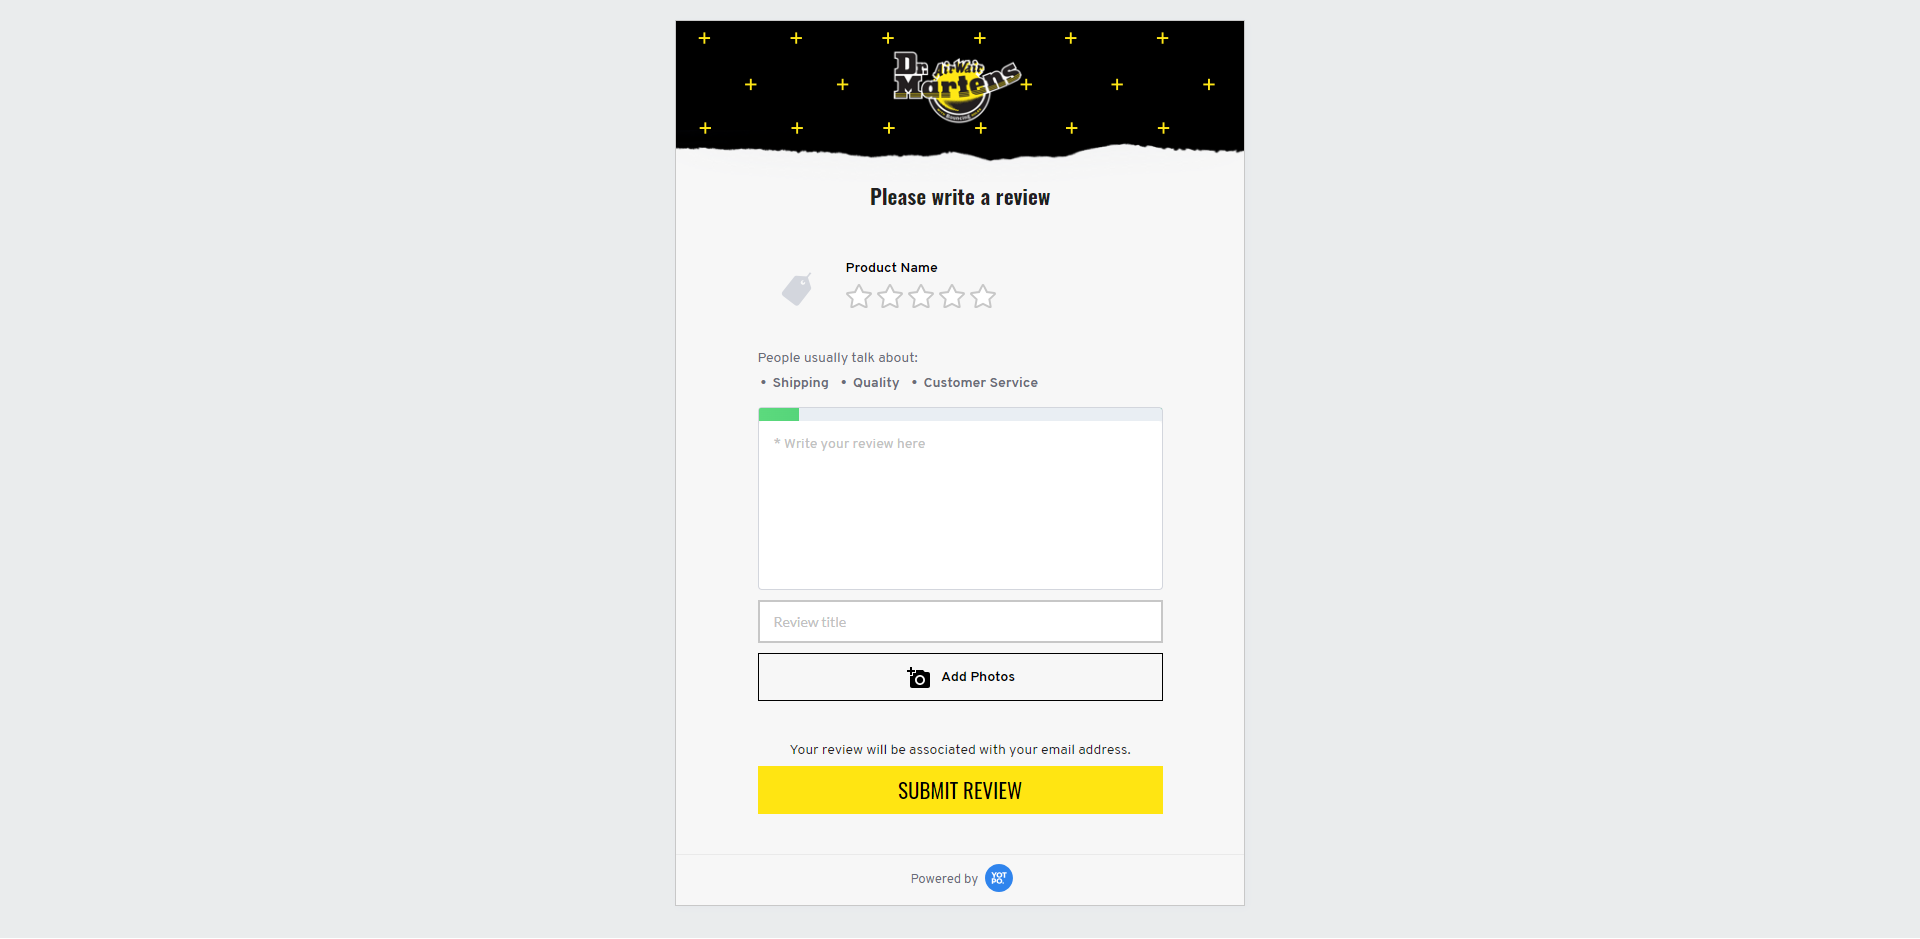 Dr. AirWair
Martens
Bouncing
Please write a review
Product Name
People usually talk about:
• Shipping • Quality • Customer Service
* Write your review here
Review title
Add Photos
Your review will be associated with your email address.
SUBMIT REVIEW
Powered by YOTPO.